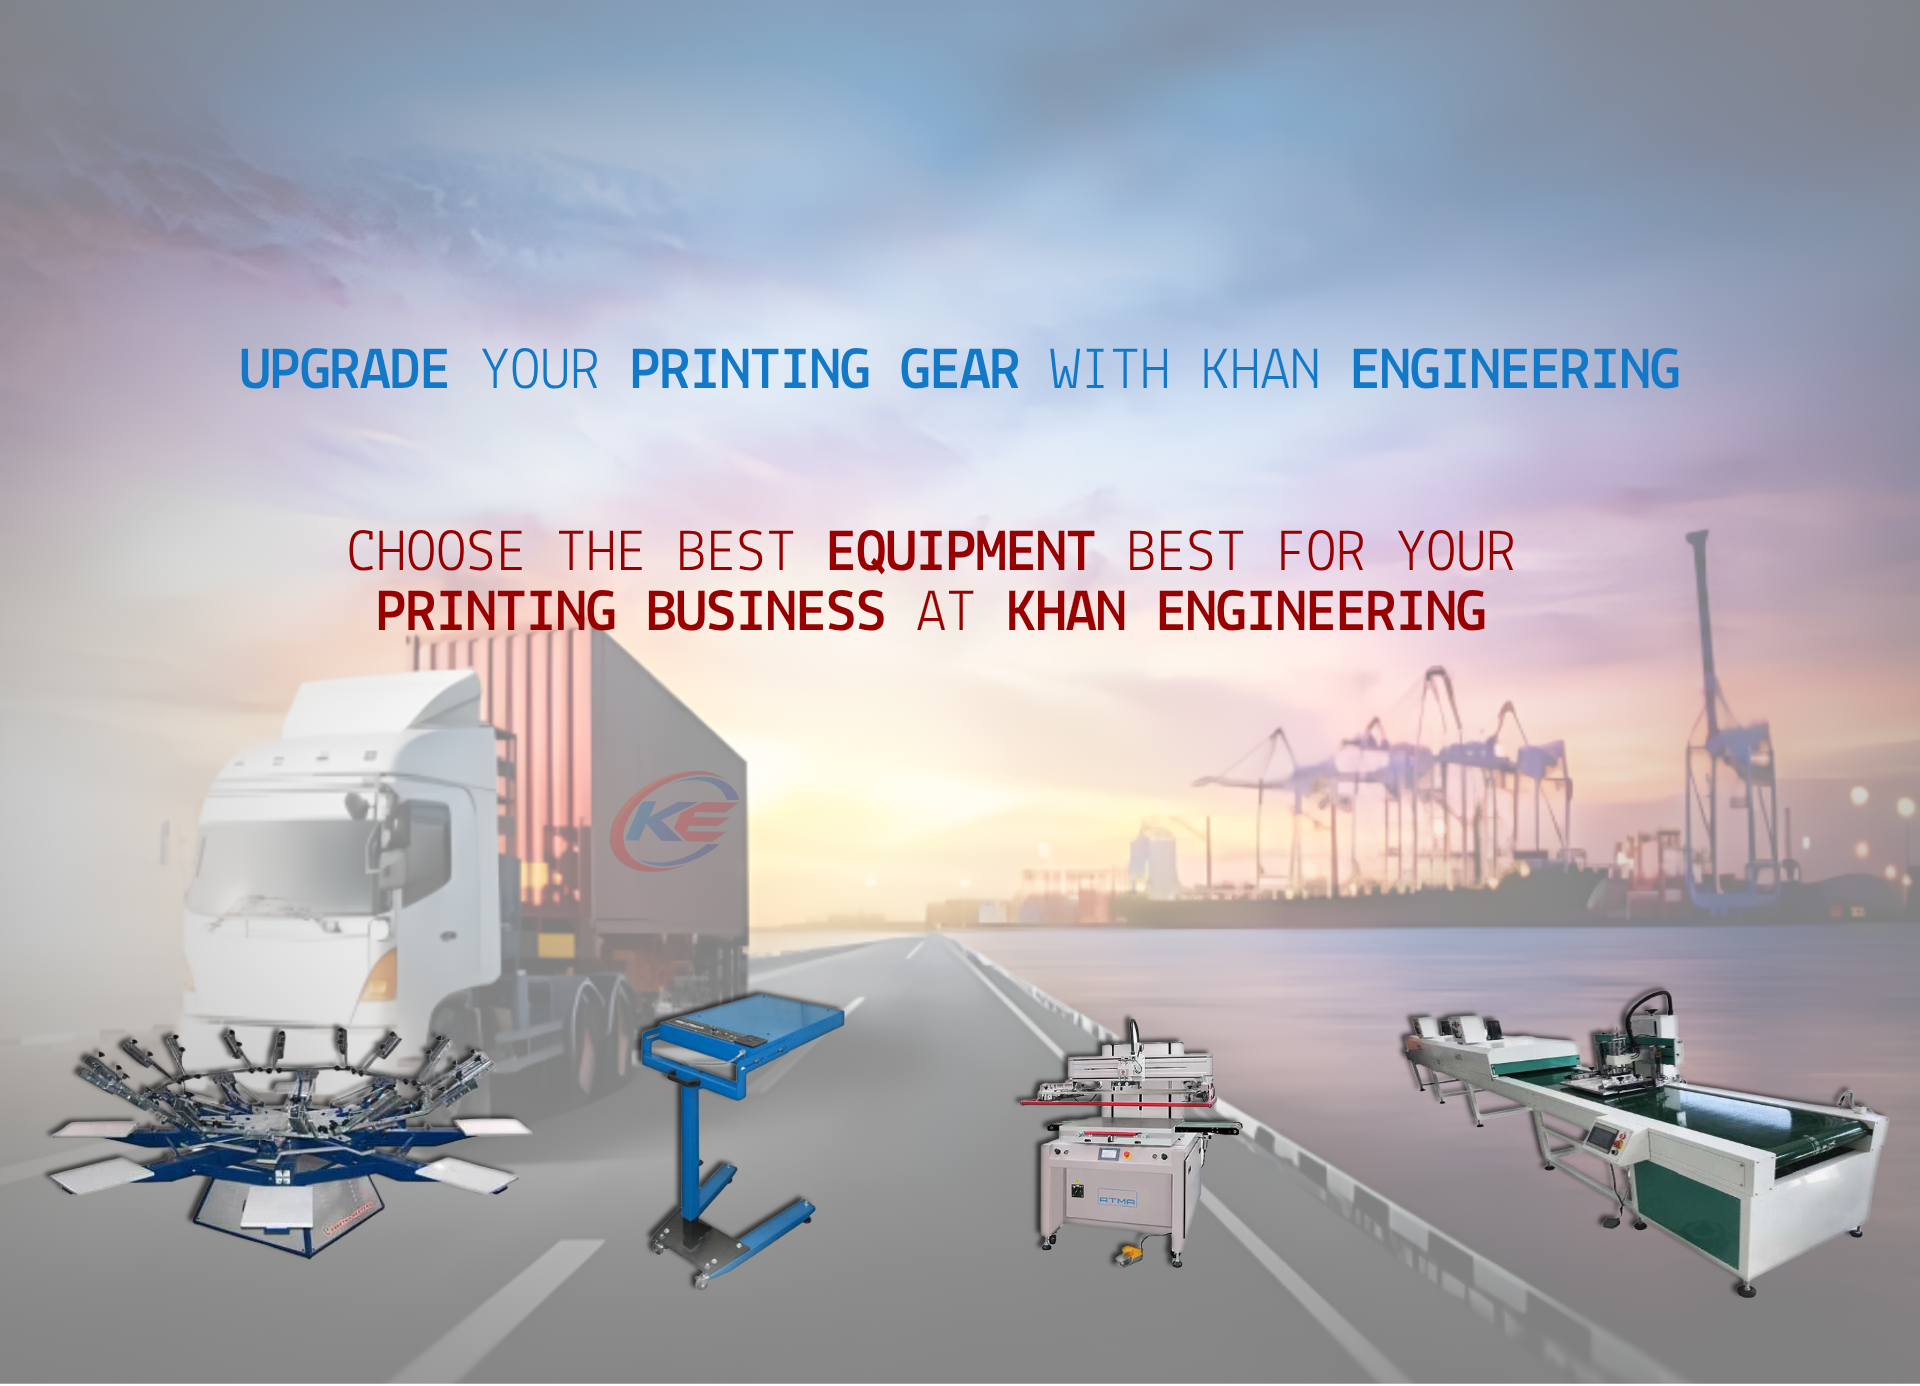 UPGRADE YOUR PRINTING GEAR WITH KHAN ENGINEERING
CHOOSE THE BEST EQUIPMENT BEST FOR YOUR
PRINTING BUSINESS AT KHAN ENGINEERING
KE
ATMA